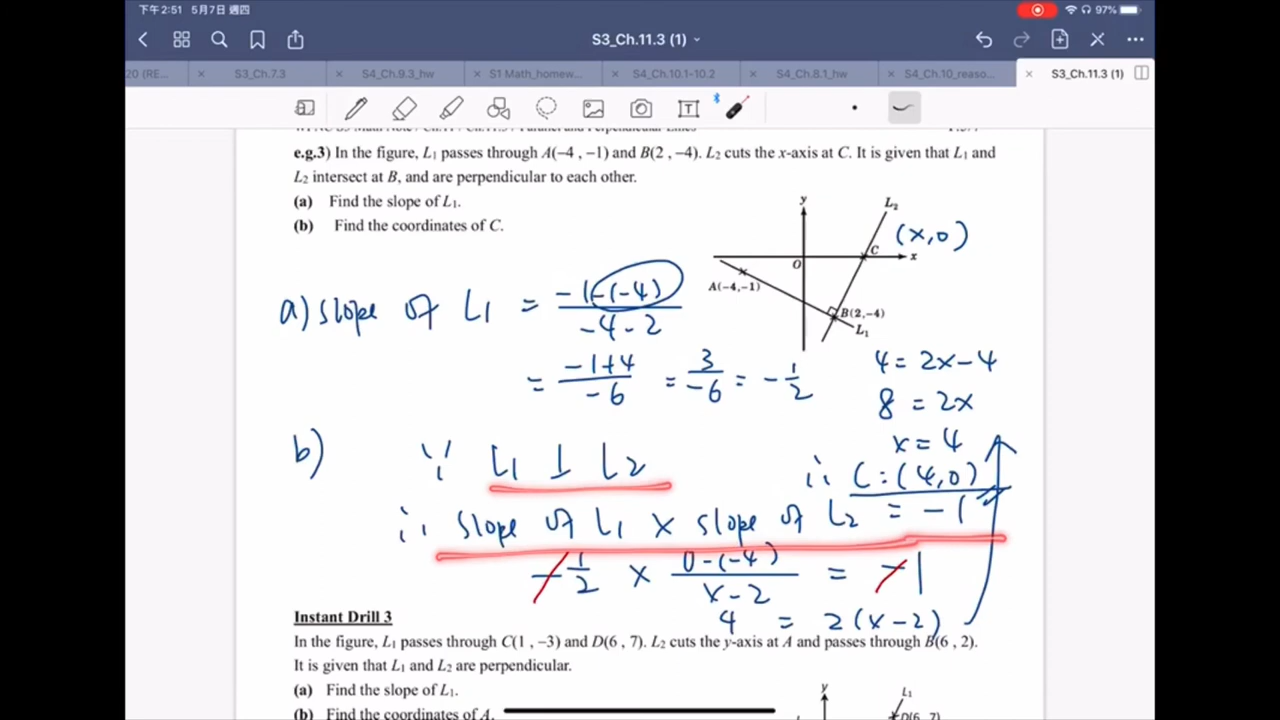 下午 2:51 5月7日 週四
97%
S3_Ch.11.3 (1)
20 (RE...
S3_Ch.7.3
S4_Ch.9.3_hw
S1 Math_homew...
S4_Ch.10.1-10.2
S4_Ch.8.1_hw
S4_Ch.10_reaso...
S3_Ch.11.3 (1)
e.g.3) In the figure, L₁ passes through A(−4 , −1) and B(2 , −4). L₂ cuts the x-axis at C. It is given that L₁ and
L₂ intersect at B, and are perpendicular to each other.
(a) Find the slope of L₁.
(b) Find the coordinates of C.
y
L₂
C
(x,0)
O
x
A(−4,−1)
B(2,−4)
L₁
a) slope of L₁ = −1−(−4) / −4−2
= −1+4 / −6 = 3 / −6 = −1/2
4 = 2x−4
8 = 2x
x = 4
∴ C = (4,0)
b) ∵ L₁ ⊥ L₂
∴ slope of L₁ × slope of L₂ = −1
−1/2 × 0−(−4) / x−2 = −1
4 = 2(x−2)
Instant Drill 3
In the figure, L₁ passes through C(1 , −3) and D(6 , 7). L₂ cuts the y-axis at A and passes through B(6 , 2).
It is given that L₁ and L₂ are perpendicular.
(a) Find the slope of L₁.
(b) Find the coordinates of A.
y
L₁
D(6, 7)